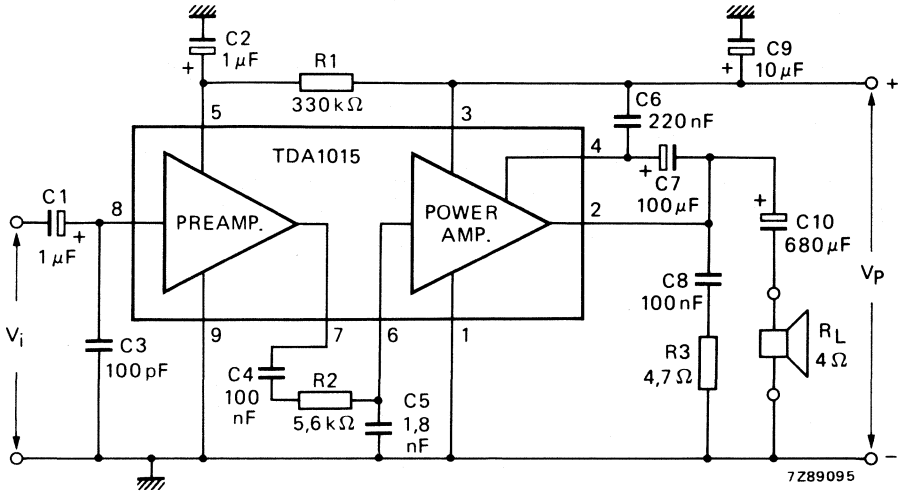 C2
1 μF
+
R1
330 kΩ
C9
10 μF
+
+
5
3
C6
220 nF
TDA1015
4
+
C7
100 μF
C1
1 μF
+
8
PREAMP.
POWER
AMP.
2
+
C10
680 μF
Vi
VP
C8
100 nF
9
7
6
1
C3
100 pF
C4
100
nF
R2
5,6 kΩ
C5
1,8
nF
R3
4,7 Ω
RL
4 Ω
−
7Z89095